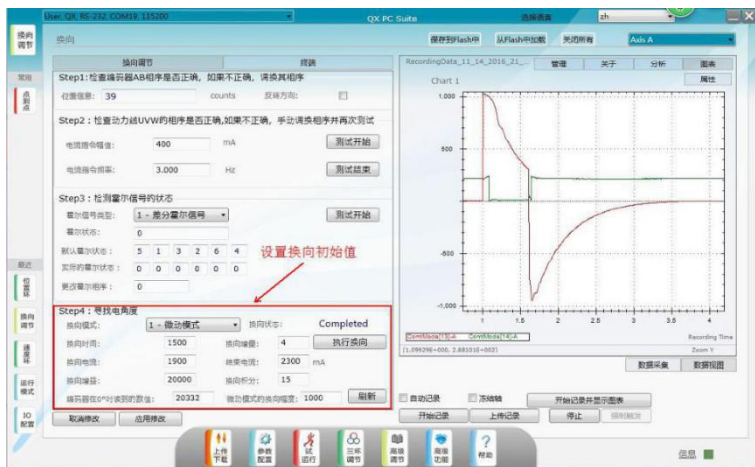 User: QX, RS-232, COM19, 115200
QX PC Suite
选择语言
zh
换向调节
换向
保存到Flash中
从Flash中加载
关闭所有
Axis A
常用
点到点
最近
位置环
换向调节
速度环
运行模式
IO配置
换向调节
终端
Step1:检查编码器AB相序是否正确, 如果不正确, 调换其相序
位置信息: 39 counts 反转方向:
Step2 : 检查动力线UVW的相序是否正确,如果不正确, 手动调换相序并再次测试
电流指令幅值: 400 mA 测试开始
电流指令频率: 3.000 Hz 测试结束
Step3 : 检测霍尔信号的状态
霍尔信号类型: 1 - 差分霍尔信号 测试开始
霍尔状态: 0
默认霍尔状态 : 5 1 3 2 6 4
设置换向初始值
实际的霍尔状态 : 0 0 0 0 0 0
更改霍尔相序 : 0
Step4 : 寻找电角度
换向模式: 1 - 微动模式 换向状态: Completed
换向时间: 1500 换向增量: 4 执行换向
换向电流: 1900 结束电流: 2300 mA
换向增益: 20000 换向积分: 15
编码器在0°时读到的数值: 20332 微动模式的换向幅度: 1000 刷新
取消修改
应用修改
RecordingData_11_14_2016_21_
管理
关于
分析
图表
Chart 1
属性
1,000
500
0
-500
-1,000
1
1.5
2
2.5
3
3.5
4
ContModa[13]-A
ContModa[14]-A
Recording Time
Zoom Y
数据采集
数据视图
自动记录
冻结轴
开始记录并显示图表
开始记录
上传记录
停止
强制触发
上传下载
参数配置
试运行
三环调节
高级调节
高级功能
帮助
信息